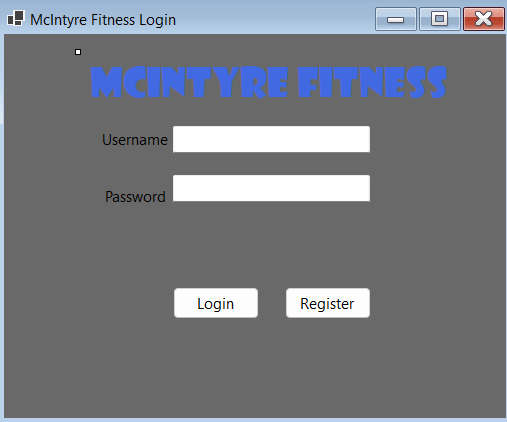 McIntyre Fitness Login
MCINTYRE FITNESS
Username
Password
Login
Register